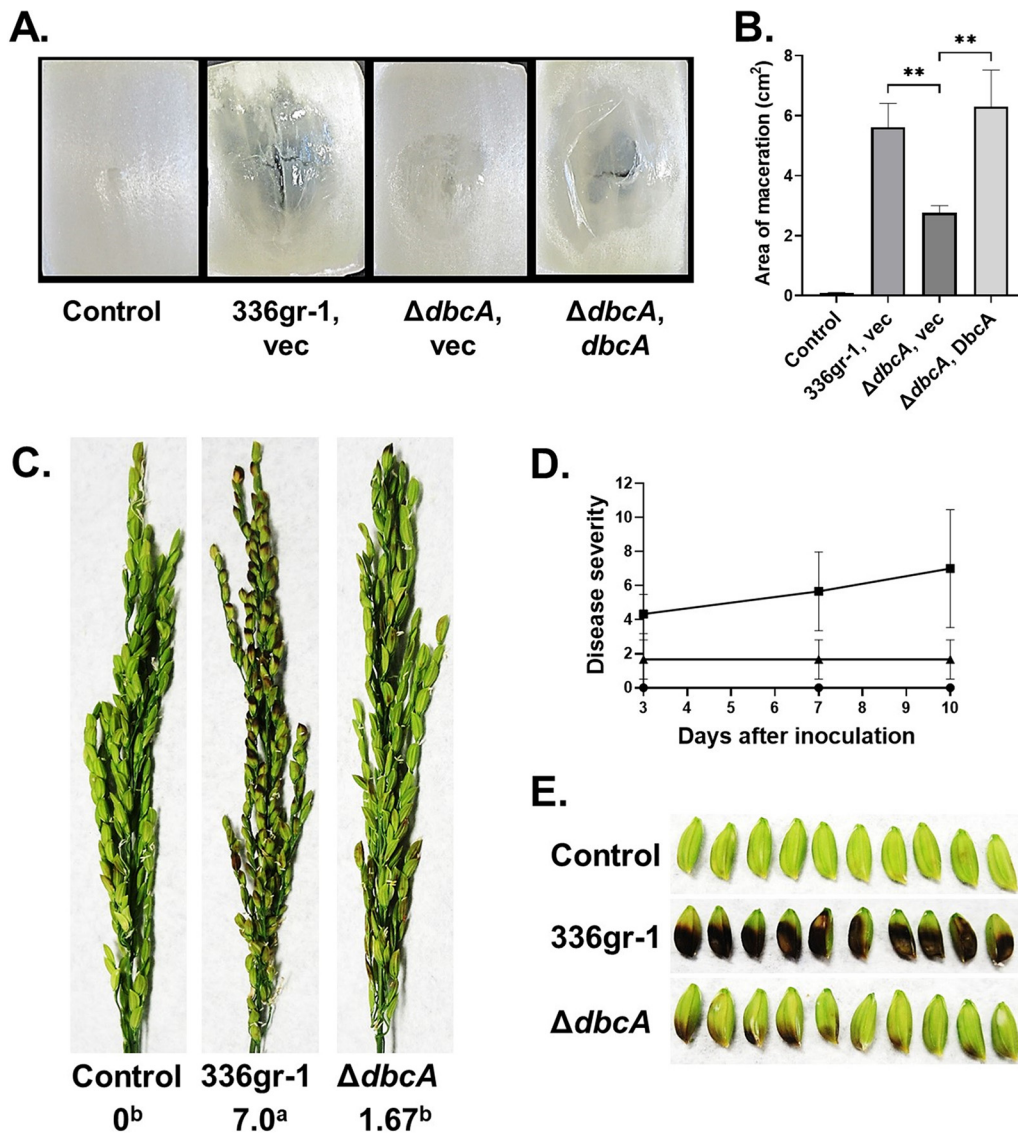 A.
Control
336gr-1,
vec
ΔdbcA,
vec
ΔdbcA,
dbcA
B.
**
**
Area of maceration (cm²)
8
6
4
2
0
Control
336gr-1, vec
ΔdbcA, vec
ΔdbcA, DbcA
C.
Control
336gr-1
ΔdbcA
0ᵇ
7.0ᵃ
1.67ᵇ
D.
Disease severity
12
10
8
6
4
2
0
3 4 5 6 7 8 9 10
Days after inoculation
E.
Control
336gr-1
ΔdbcA